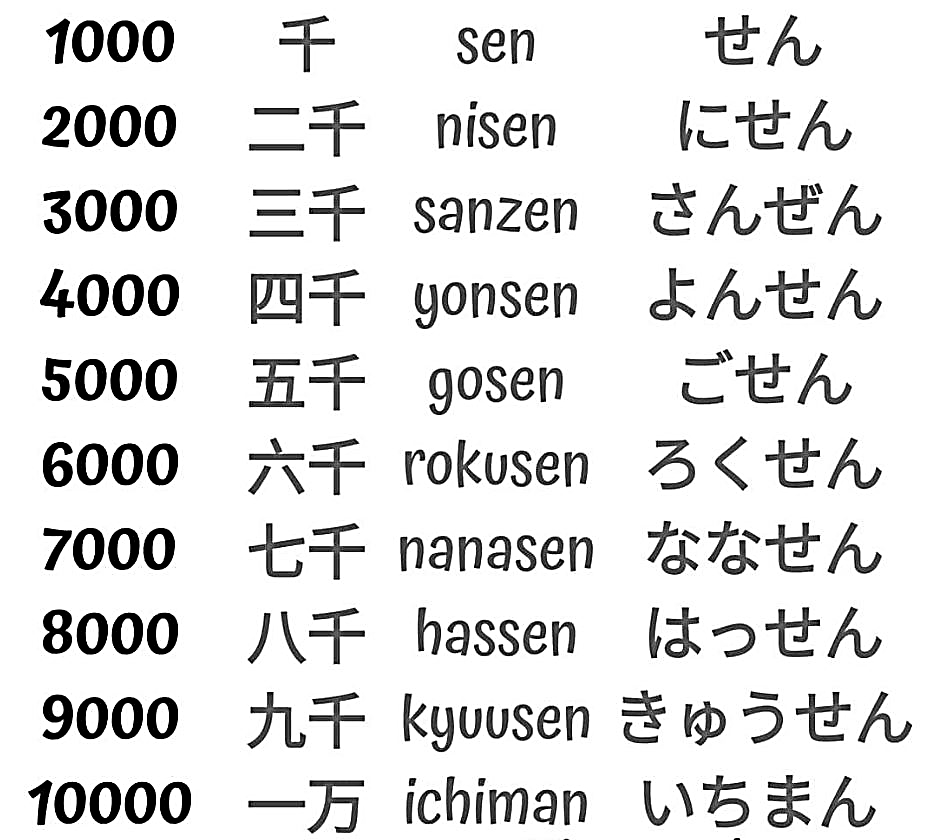 1000 千 sen せん
2000 二千 nisen にせん
3000 三千 sanzen さんぜん
4000 四千 yonsen よんせん
5000 五千 gosen ごせん
6000 六千 rokusen ろくせん
7000 七千 nanasen ななせん
8000 八千 hassen はっせん
9000 九千 kyuusen きゅうせん
10000 一万 ichiman いちまん